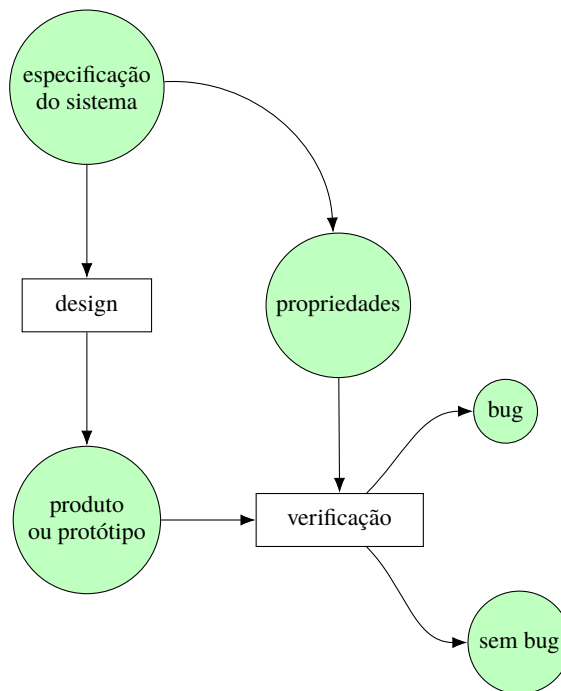 especificação
do sistema
design
propriedades
bug
produto
ou protótipo
verificação
sem bug